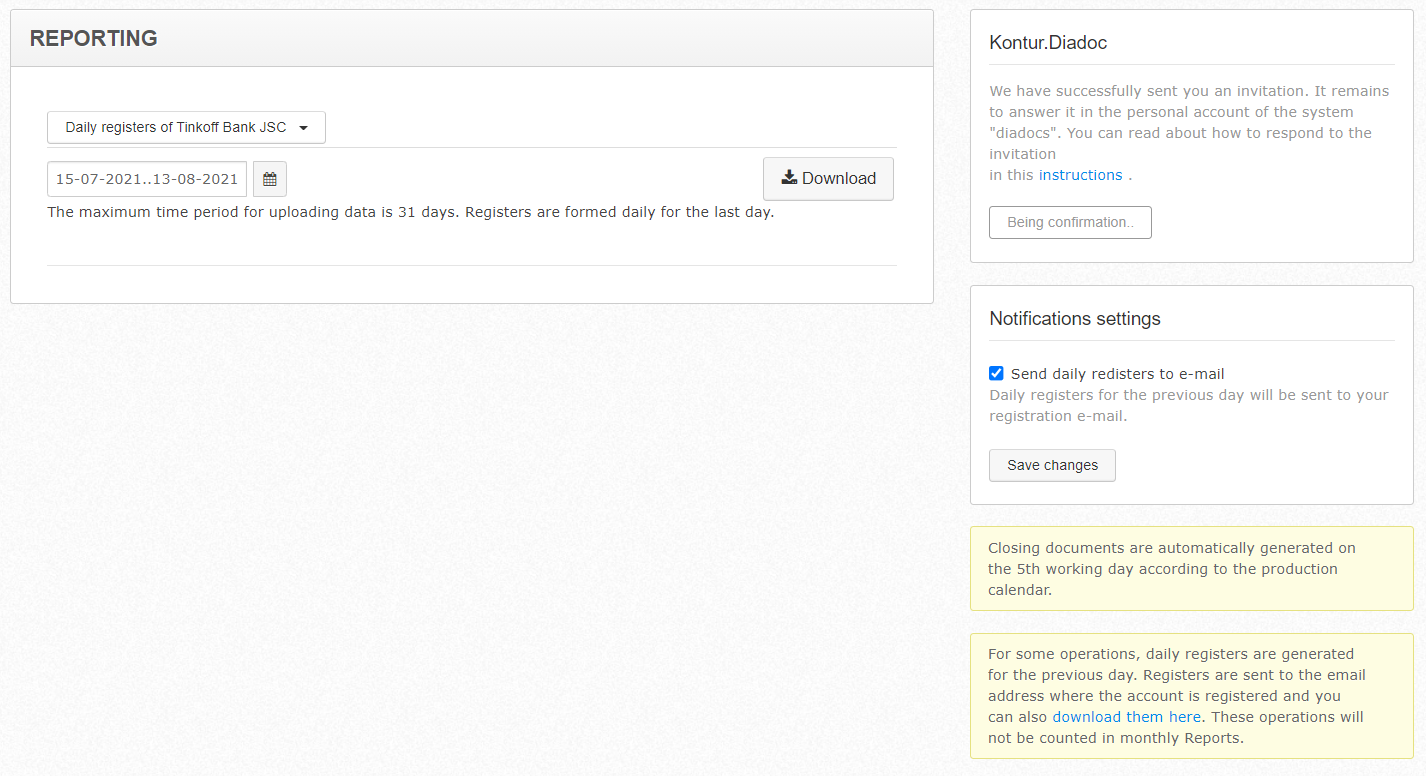 REPORTING
Daily registers of Tinkoff Bank JSC
15-07-2021..13-08-2021
Download
The maximum time period for uploading data is 31 days. Registers are formed daily for the last day.
Kontur.Diadoc
We have successfully sent you an invitation. It remains
to answer it in the personal account of the system
"diadocs". You can read about how to respond to the
invitation
in this instructions .
Being confirmation..
Notifications settings
Send daily redisters to e-mail
Daily registers for the previous day will be sent to your
registration e-mail.
Save changes
Closing documents are automatically generated on
the 5th working day according to the production
calendar.
For some operations, daily registers are generated
for the previous day. Registers are sent to the email
address where the account is registered and you
can also download them here. These operations will
not be counted in monthly Reports.